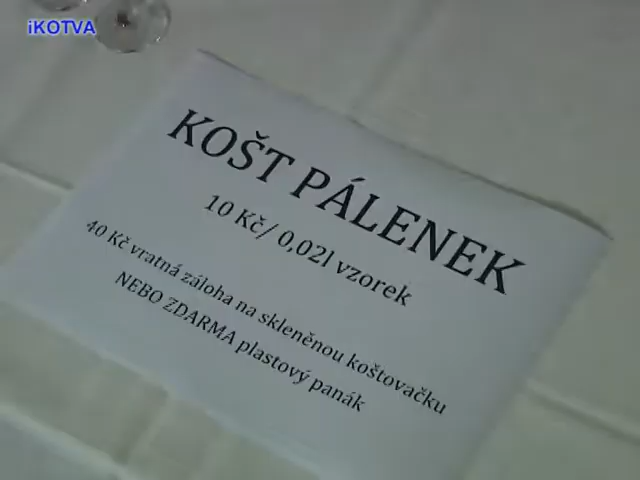 iKOTVA
KOŠT PÁLENEK
10 Kč/ 0,02l vzorek
40 Kč vratná záloha na skleněnou koštovačku
NEBO ZDARMA plastový panák